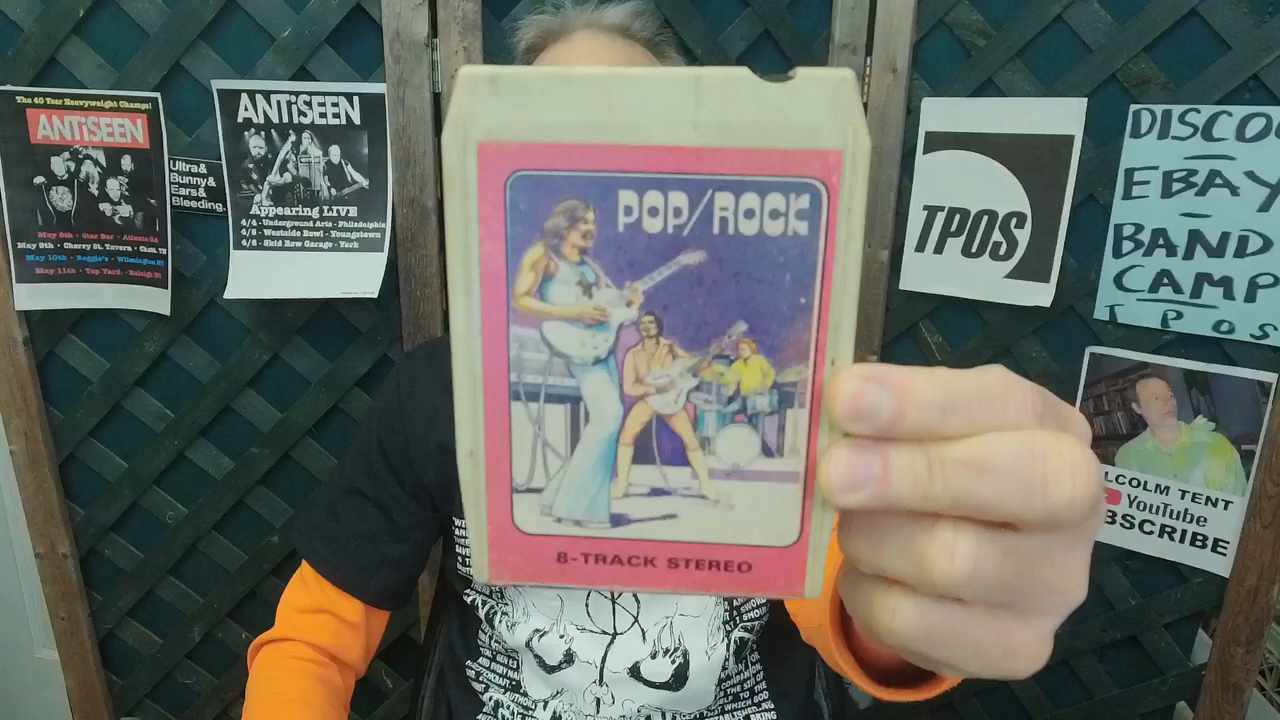 The 40 Year Heavyweight Champs!
ANTiSEEN
May 8th • Star Bar • Atlanta GA
May 9th • Cherry St. Tavern • Chatt, TN
May 10th • Reggie's • Wilmington
May 11th • Top Yard • Raleigh
Ultra&
Bunny&
Ears&
Bleeding.
ANTiSEEN
Appearing LIVE
4/4 - Underground Arts - Philadelphia
4/5 - Westside Bowl - Youngstown
4/6 - Skid Row Garage - York
POP/ROCK
8-TRACK STEREO
TPOS
DISCO
EBAY
BAND
CAMP
TPOS
LCOLM TENT
YouTube
BSCRIBE